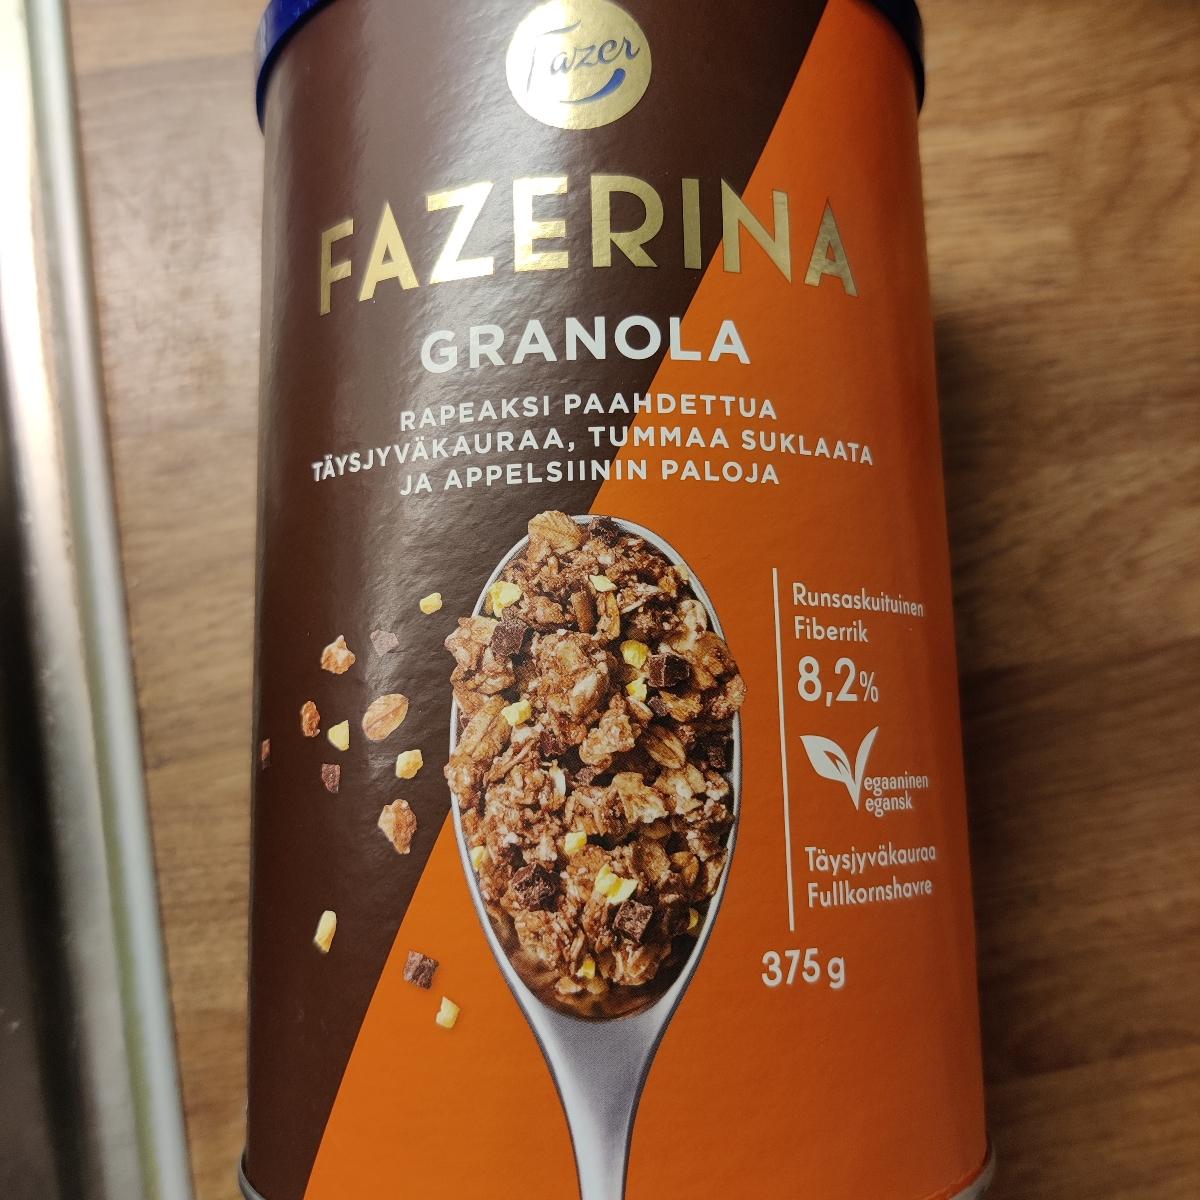 Fazer
FAZERINA
GRANOLA
RAPEAKSI PAAHDETTUA
TÄYSJYVÄKAURAA, TUMMAA SUKLAATA
JA APPELSIININ PALOJA
Runsaskuituinen
Fiberrik
8,2%
Vegaaninen
egansk
Täysjyväkauraa
Fullkornshavre
375 g